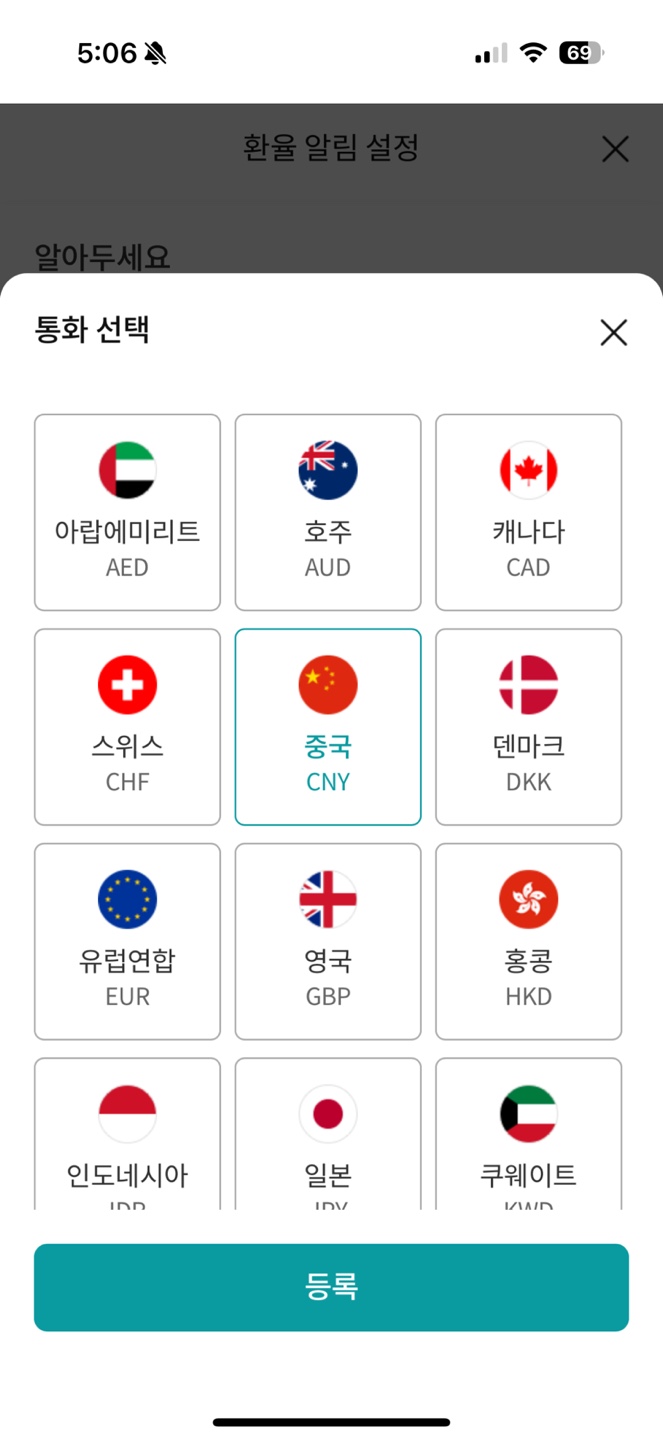 5:06
69
환율 알림 설정
알아두세요
통화 선택
아랍에미리트
AED
호주
AUD
캐나다
CAD
스위스
CHF
중국
CNY
덴마크
DKK
유럽연합
EUR
영국
GBP
홍콩
HKD
인도네시아
IDR
일본
JPY
쿠웨이트
KWD
등록